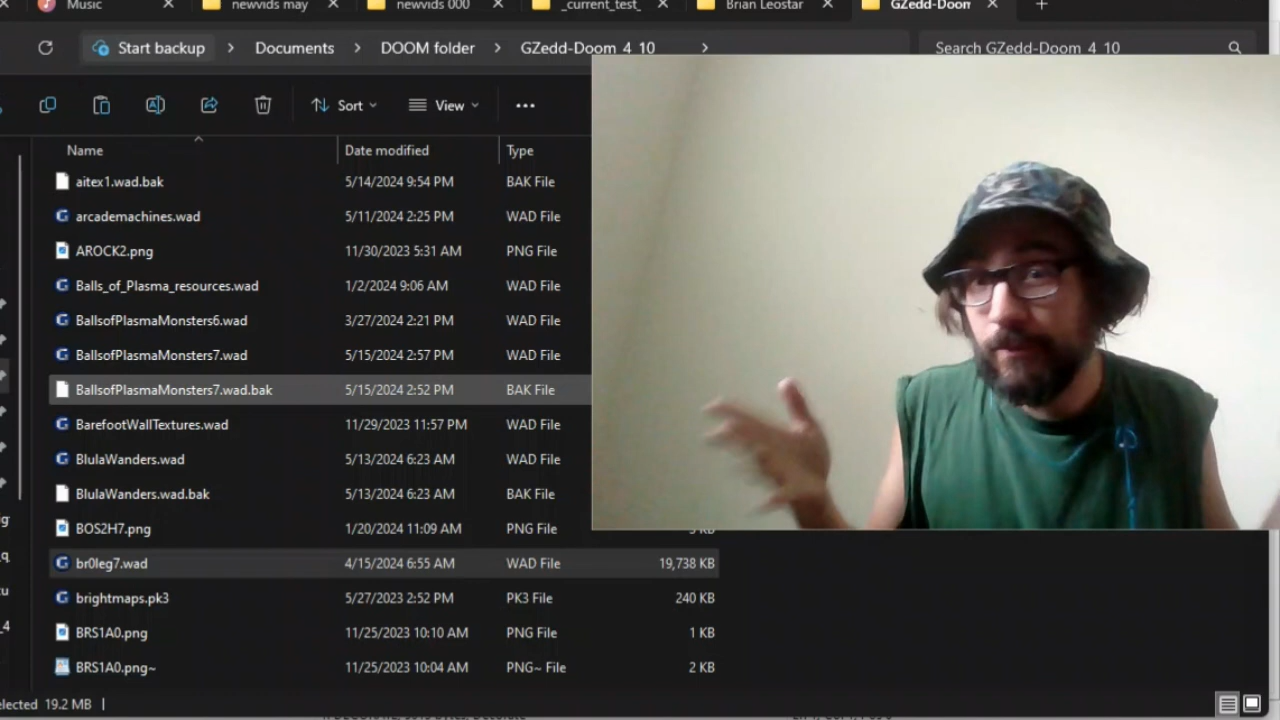 Music
newvids may
newvids 000
_current_test_
Brian Leostar
GZedd-Doom
Start backup > Documents > DOOM folder > GZedd-Doom_4_10 >
Search GZedd-Doom_4_10
Sort View
Name Date modified Type
aitex1.wad.bak 5/14/2024 9:54 PM BAK File
arcademachines.wad 5/11/2024 2:25 PM WAD File
AROCK2.png 11/30/2023 5:31 AM PNG File
Balls_of_Plasma_resources.wad 1/2/2024 9:06 AM WAD File
BallsofPlasmaMonsters6.wad 3/27/2024 2:21 PM WAD File
BallsofPlasmaMonsters7.wad 5/15/2024 2:57 PM WAD File
BallsofPlasmaMonsters7.wad.bak 5/15/2024 2:52 PM BAK File
BarefootWallTextures.wad 11/29/2023 11:57 PM WAD File
BlulaWanders.wad 5/13/2024 6:23 AM WAD File
BlulaWanders.wad.bak 5/13/2024 6:23 AM BAK File
BOS2H7.png 1/20/2024 11:09 AM PNG File
br0leg7.wad 4/15/2024 6:55 AM WAD File 19,738 KB
brightmaps.pk3 5/27/2023 2:52 PM PK3 File 240 KB
BRS1A0.png 11/25/2023 10:10 AM PNG File 1 KB
BRS1A0.png~ 11/25/2023 10:04 AM PNG~ File 2 KB
elected 19.2 MB